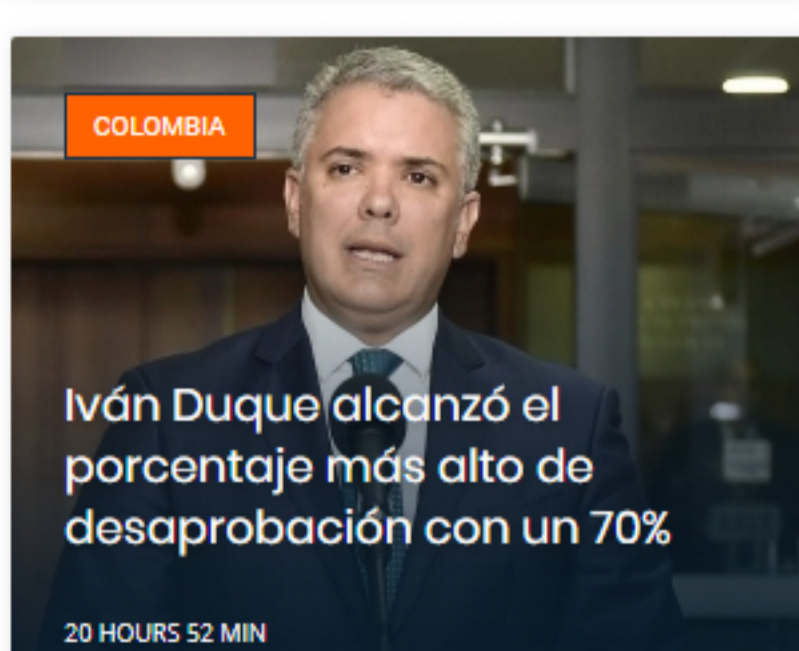 COLOMBIA
Iván Duque alcanzó el
porcentaje más alto de
desaprobación con un 70%
20 HOURS 52 MIN